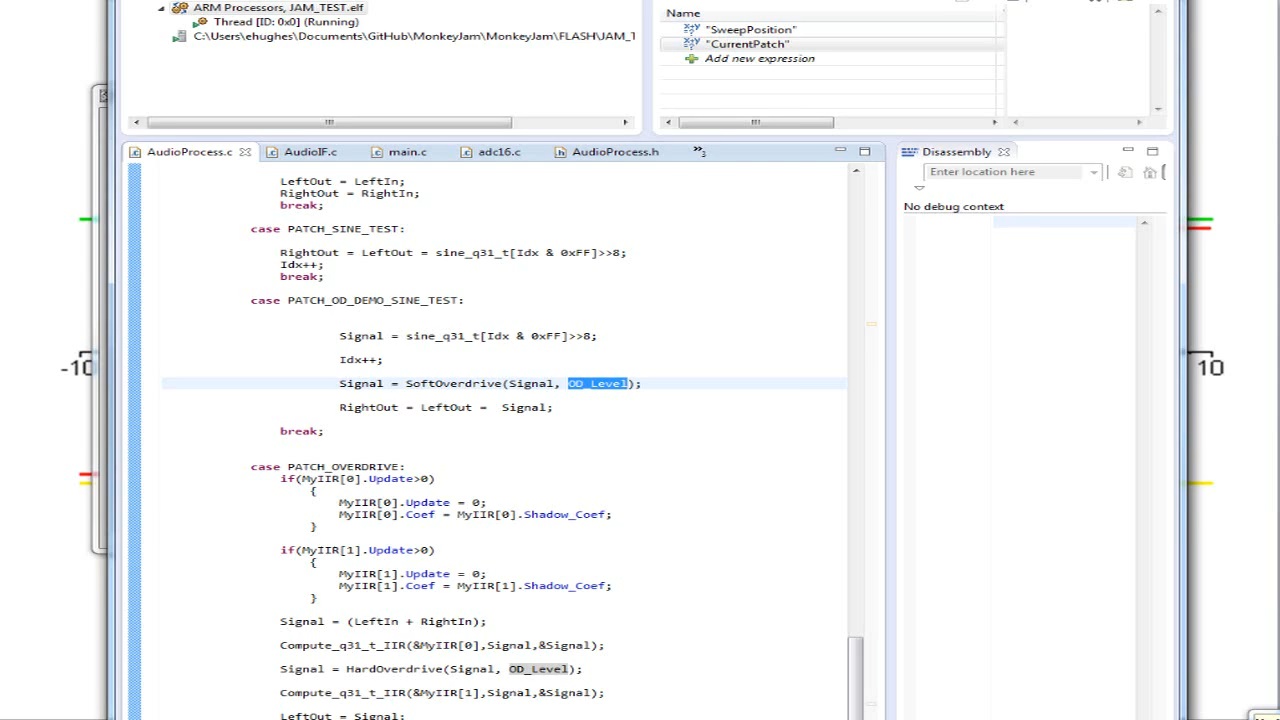 ARM Processors, JAM_TEST.elf
Thread [ID: 0x0] (Running)
C:\Users\ehughes\Documents\GitHub\MonkeyJam\MonkeyJam\FLASH\JAM_T
Name
"SweepPosition"
"CurrentPatch"
Add new expression
AudioProcess.c
AudioIF.c
main.c
adc16.c
AudioProcess.h
»3
Disassembly
Enter location here
No debug context
LeftOut = LeftIn;
RightOut = RightIn;
break;
case PATCH_SINE_TEST:
RightOut = LeftOut = sine_q31_t[Idx & 0xFF]>>8;
Idx++;
break;
case PATCH_OD_DEMO_SINE_TEST:
Signal = sine_q31_t[Idx & 0xFF]>>8;
Idx++;
Signal = SoftOverdrive(Signal, OD_Level);
RightOut = LeftOut =  Signal;
break;
case PATCH_OVERDRIVE:
if(MyIIR[0].Update>0)
{
MyIIR[0].Update = 0;
MyIIR[0].Coef = MyIIR[0].Shadow_Coef;
}
if(MyIIR[1].Update>0)
{
MyIIR[1].Update = 0;
MyIIR[1].Coef = MyIIR[1].Shadow_Coef;
}
Signal = (LeftIn + RightIn);
Compute_q31_t_IIR(&MyIIR[0],Signal,&Signal);
Signal = HardOverdrive(Signal, OD_Level);
Compute_q31_t_IIR(&MyIIR[1],Signal,&Signal);
LeftOut = Signal;
-10
10